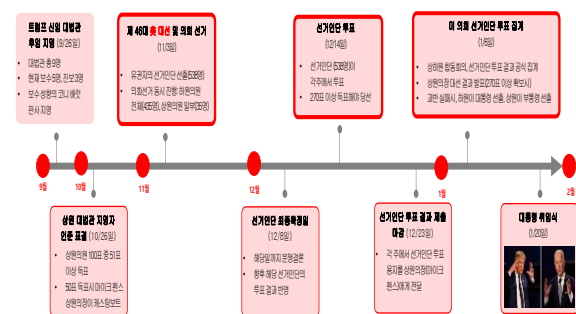 트럼프 신임 대법관
후임 지명 (9/26일)
• 대법관 총 9명
• 현재 보수 5명, 진보 3명
• 보수 성향의 코니 배럿
판사 지명
제 46대 美 대선 및 의회 선거
(11/3일)
• 유권자의 선거인단 선출(538명)
• 의회선거 동시 진행: 하원의원
전체(435명), 상원의원 일부(35명)
선거인단 투표
(12/14일)
• 선거인단 (538명)이
각 주에서 투표
• 270표 이상 득표해야 당선
미 의회 선거인단 투표 집계
(1/6일)
• 상하원 합동회의, 선거인단 투표 결과 공식 집계
• 상원의장 대선 결과 발표(270표 이상 확보시)
• 과반 실패시, 하원이 대통령 선출, 상원이 부통령 선출
9월
10월
11월
12월
1월
2월
상원 대법관 지명자
인준 표결 (10/26일)
• 상원의원 100표 중 51표
이상 득표
• 50표 득표시 마이크 펜스
상원의장이 캐스팅보트
선거인단 최종확정일
(12/8일)
• 해당일까지 분쟁결론
• 향후 해당 선거인단의
투표 결과 반영
선거인단 투표 결과 제출
마감 (12/23일)
• 각 주에서 선거인단 투표
용지를 상원의장(마이크
펜스)에게 전달
대통령 취임식
(1/20일)